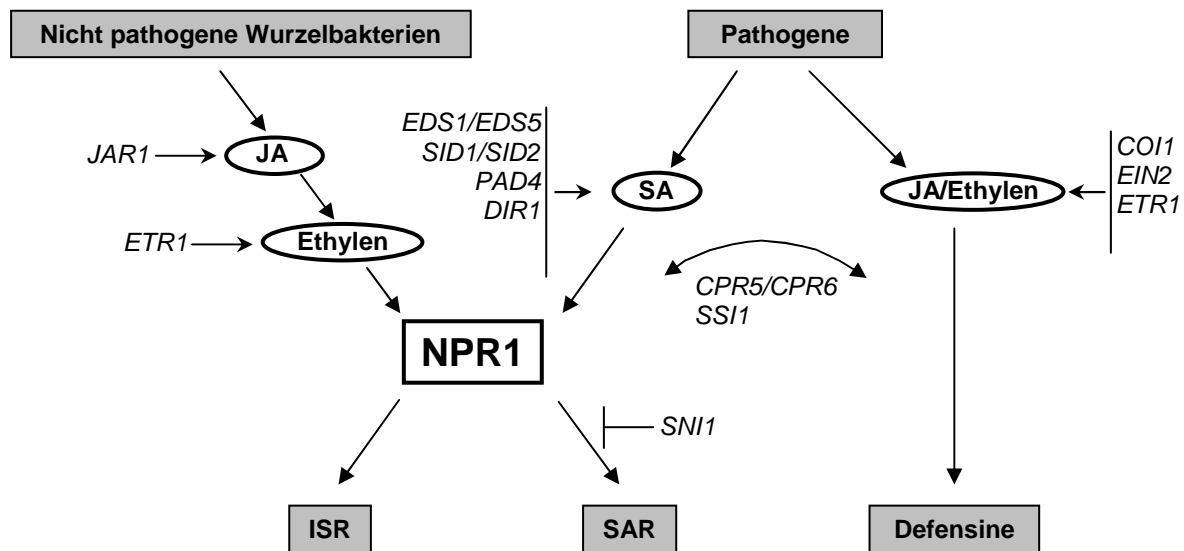 Nicht pathogene Wurzelbakterien
Pathogene
EDS1/EDS5
SID1/SID2
PAD4
DIR1
JAR1
JA
SA
JA/Ethylen
COI1
EIN2
ETR1
ETR1
Ethylen
CPR5/CPR6
SSI1
NPR1
SNI1
ISR
SAR
Defensine